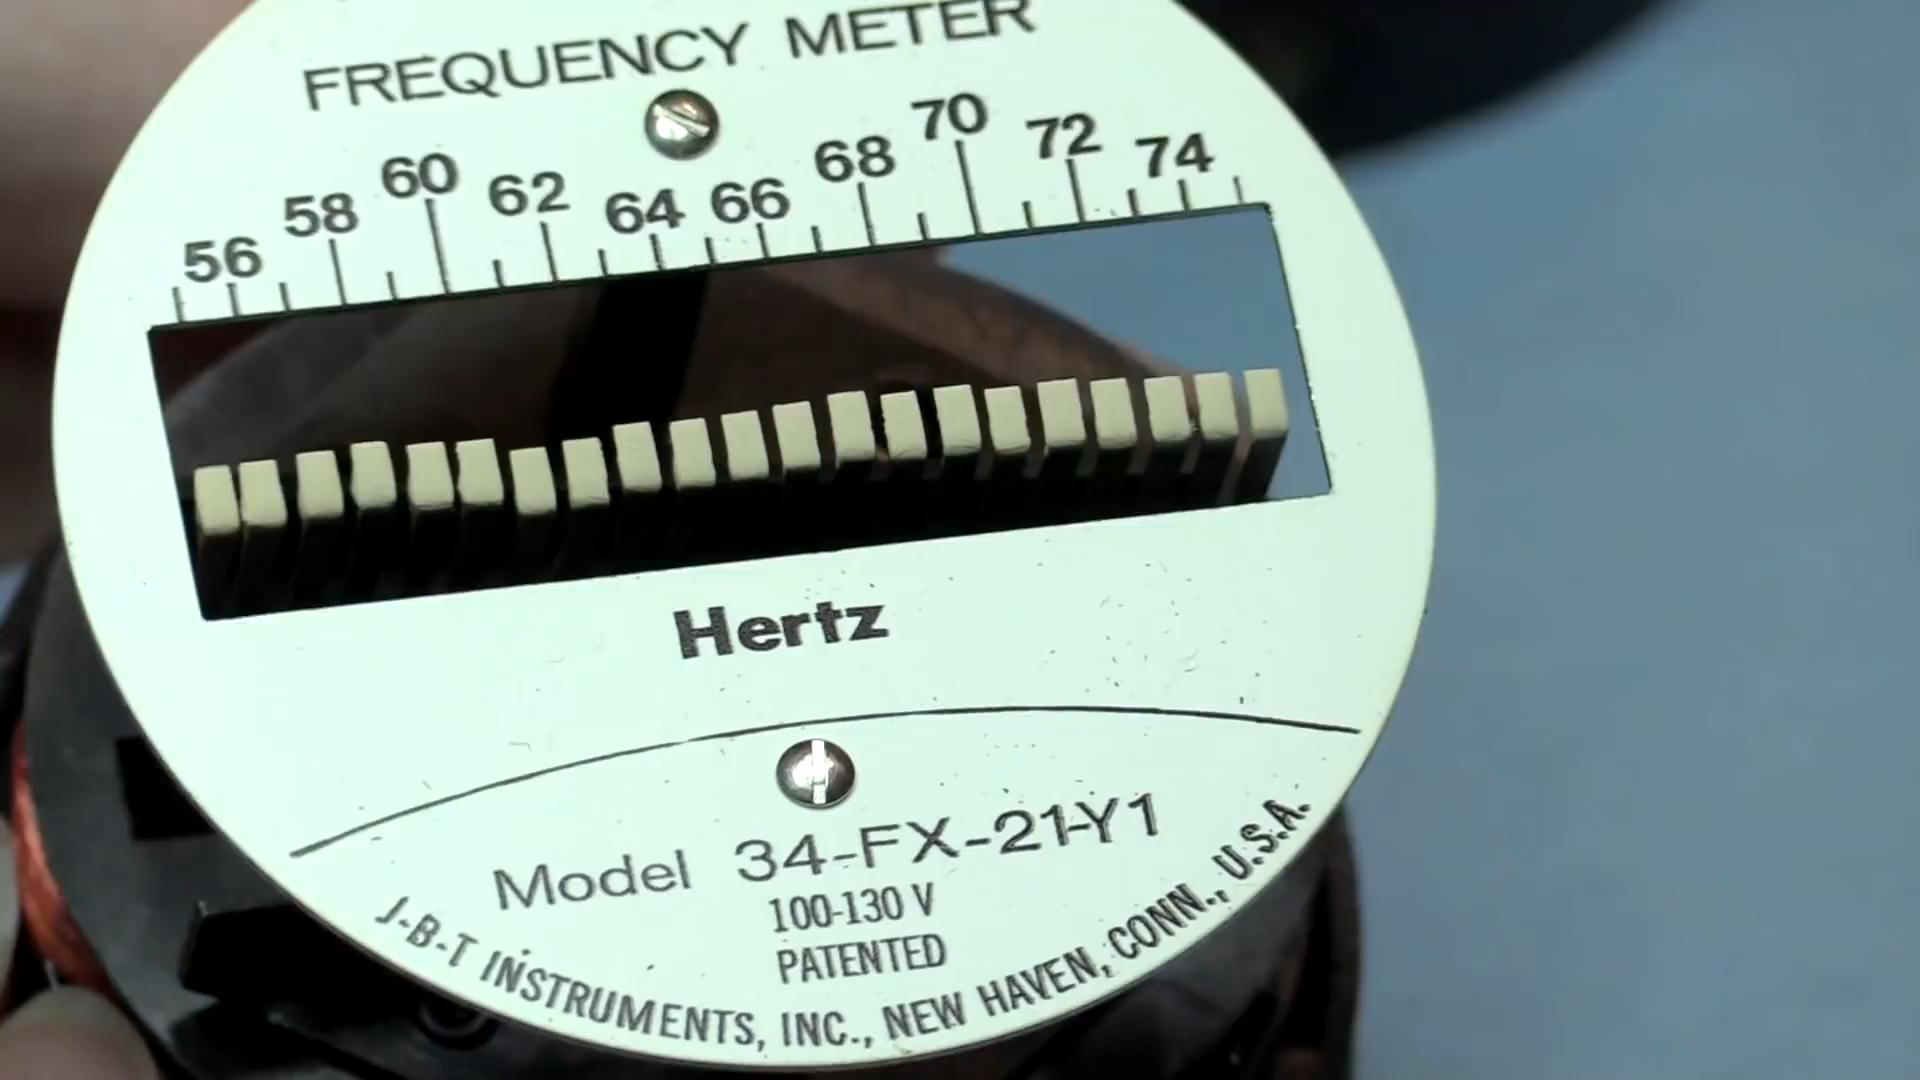 FREQUENCY METER
56 58 60 62 64 66 68 70 72 74
Hertz
Model 34-FX-21-Y1
100-130 V
PATENTED
J-B-T INSTRUMENTS, INC., NEW HAVEN, CONN., U.S.A.